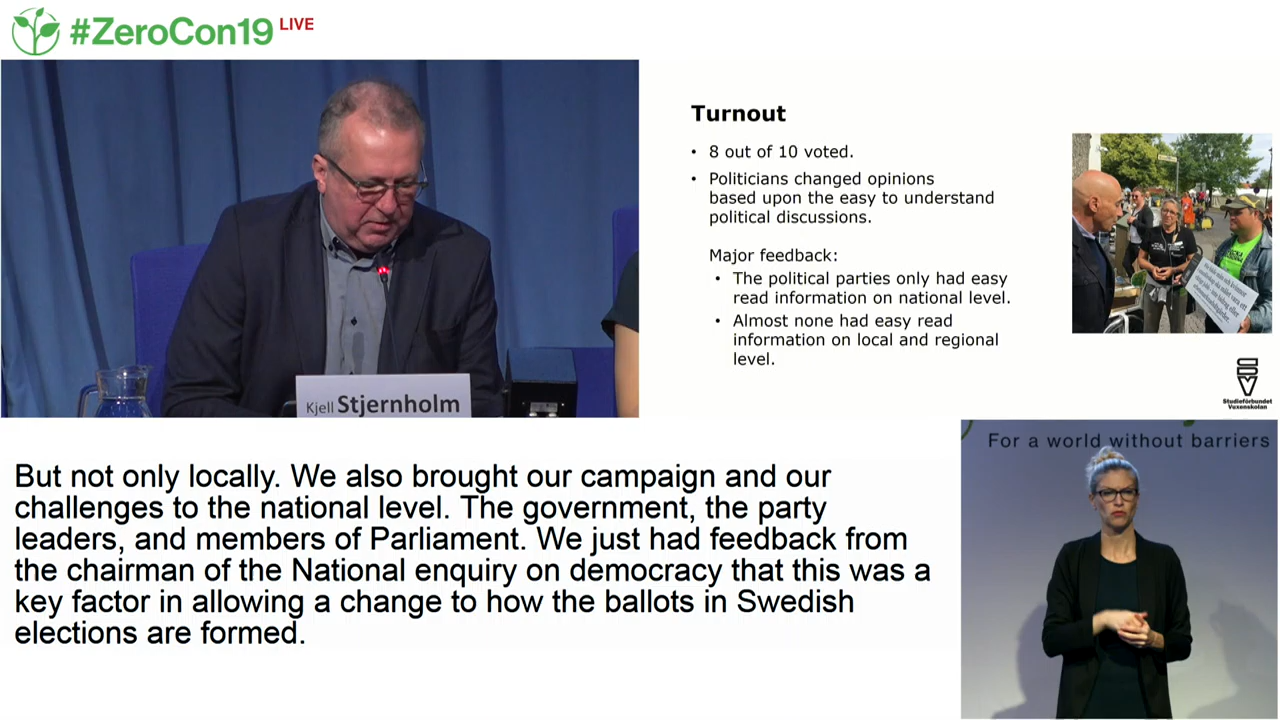 #ZeroCon19 LIVE
Kjell Stjernholm
Turnout
• 8 out of 10 voted.
• Politicians changed opinions
based upon the easy to understand
political discussions.
Major feedback:
• The political parties only had easy
read information on national level.
• Almost none had easy read
information on local and regional
level.
Studieförbundet
Vuxenskolan
But not only locally. We also brought our campaign and our
challenges to the national level. The government, the party
leaders, and members of Parliament. We just had feedback from
the chairman of the National enquiry on democracy that this was a
key factor in allowing a change to how the ballots in Swedish
elections are formed.
For a world without barriers